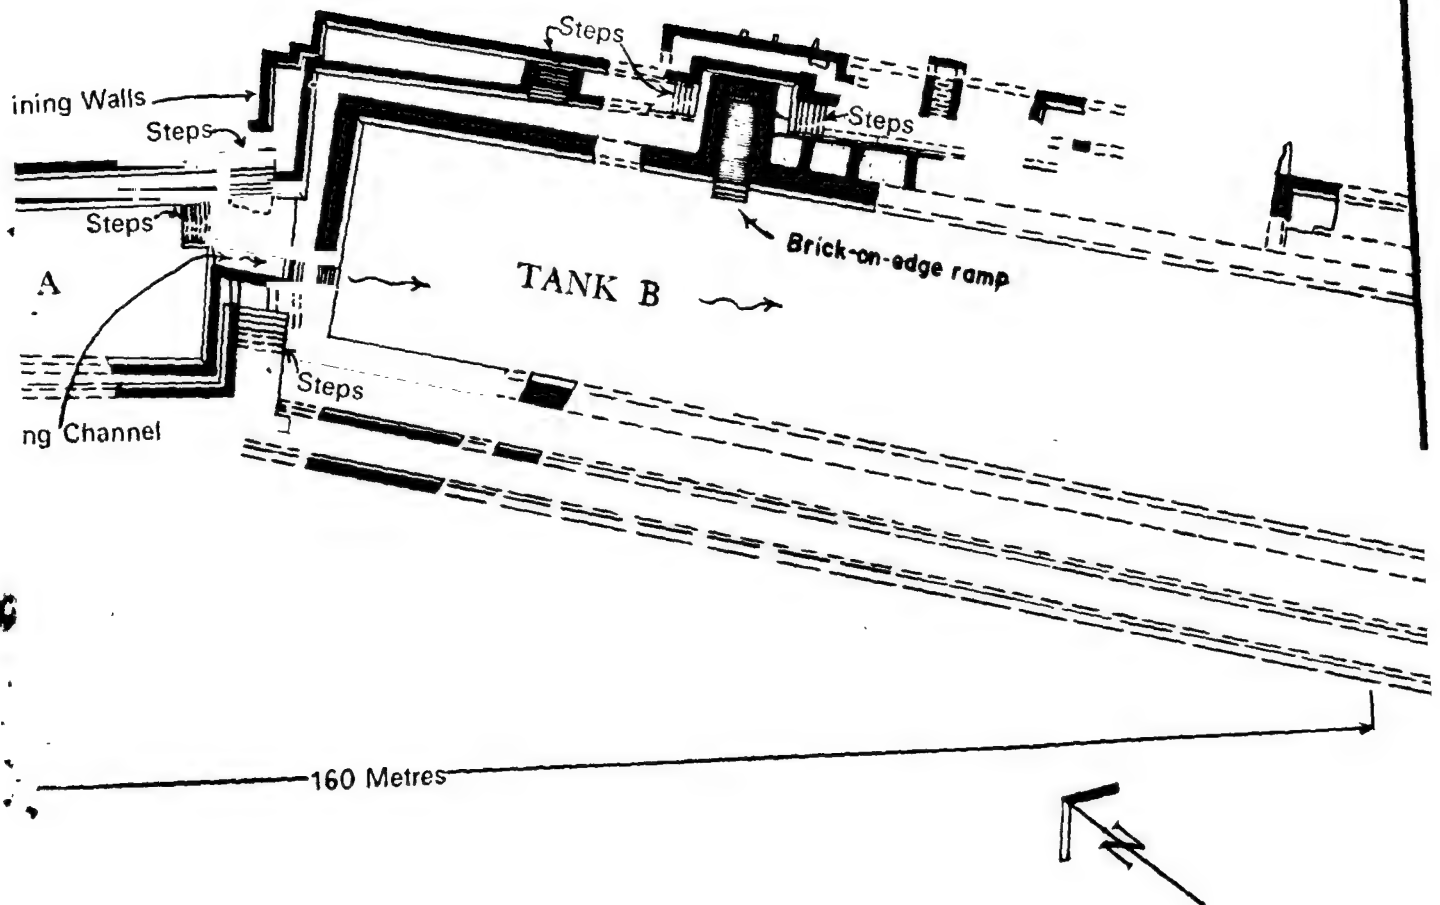 Steps
ining Walls
Steps
Steps
Steps
Brick-on-edge ramp
A
TANK B
Steps
ng Channel
160 Metres
N